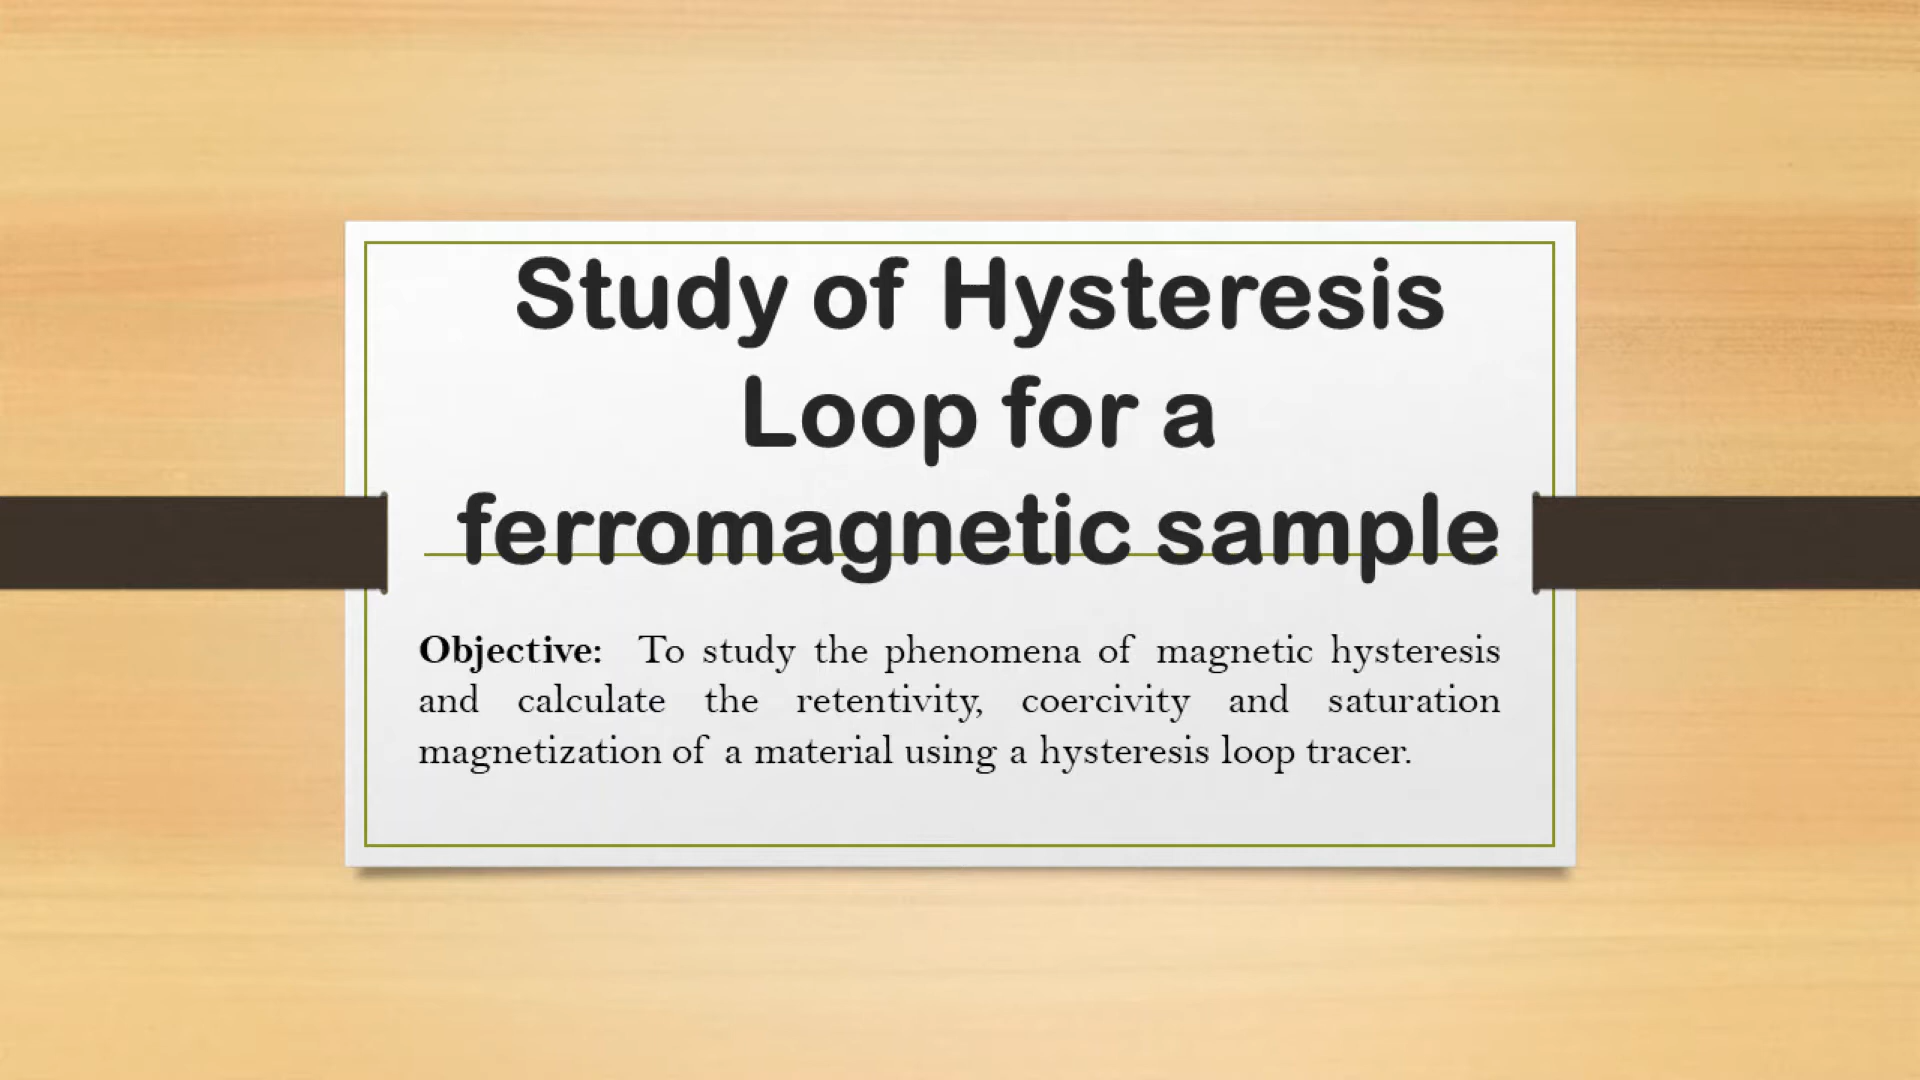 Study of Hysteresis
Loop for a
ferromagnetic sample
Objective: To study the phenomena of magnetic hysteresis
and calculate the retentivity, coercivity and saturation
magnetization of a material using a hysteresis loop tracer.